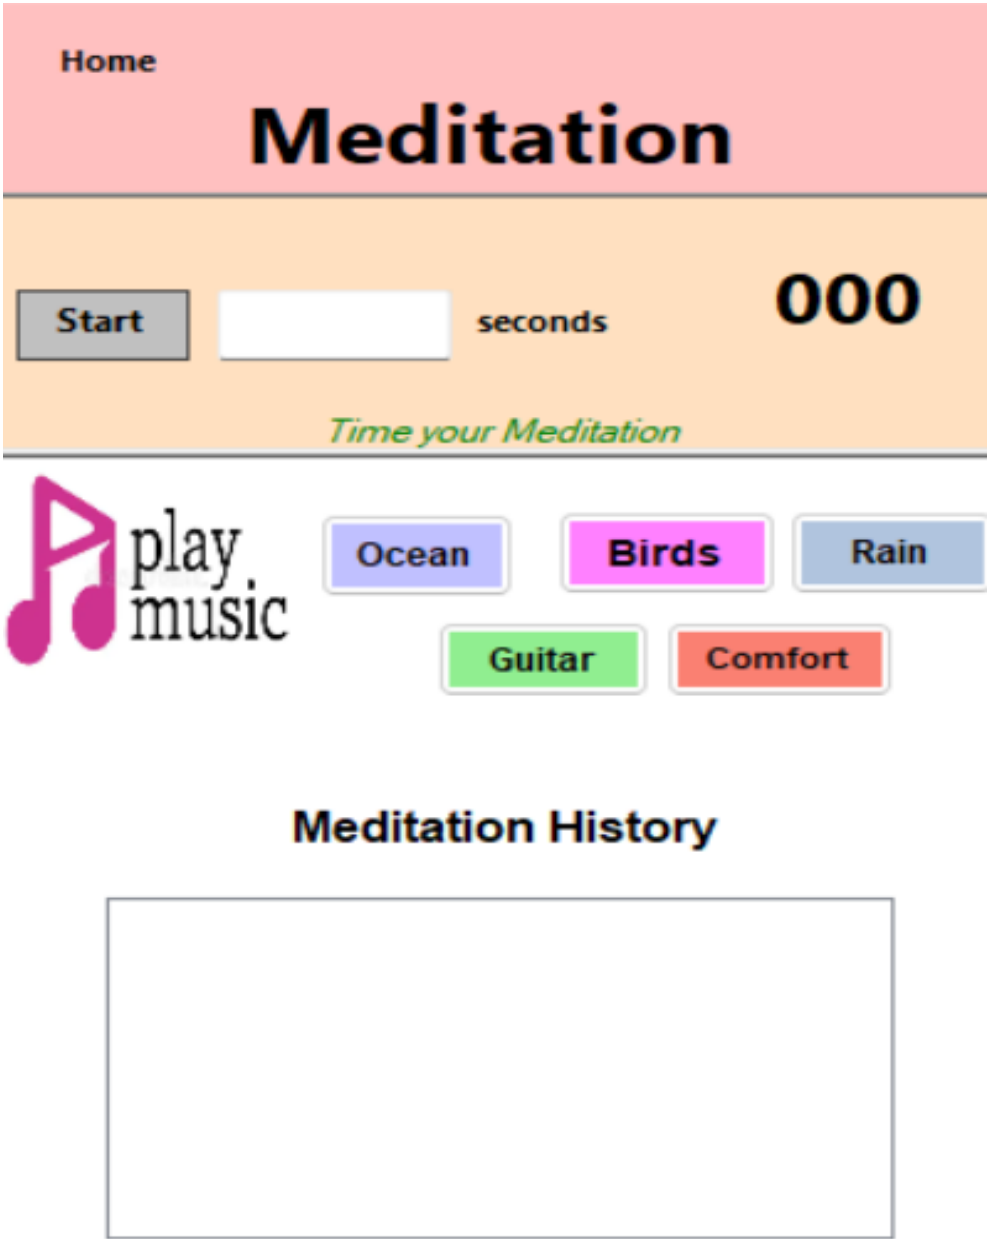 Home
Meditation
000
Start
seconds
Time your Meditation
play
music
Ocean
Birds
Rain
Guitar
Comfort
Meditation History